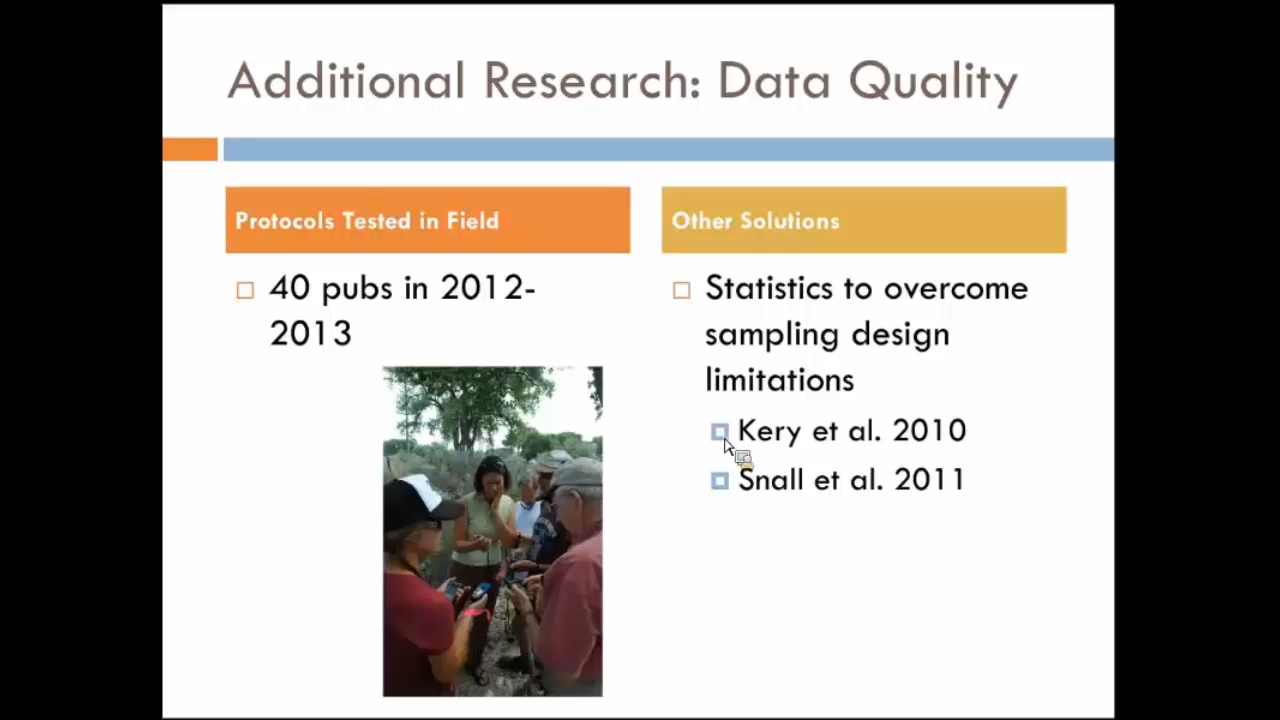 Additional Research: Data Quality
Protocols Tested in Field
40 pubs in 2012-
2013
Other Solutions
Statistics to overcome
sampling design
limitations
Kery et al. 2010
Snall et al. 2011